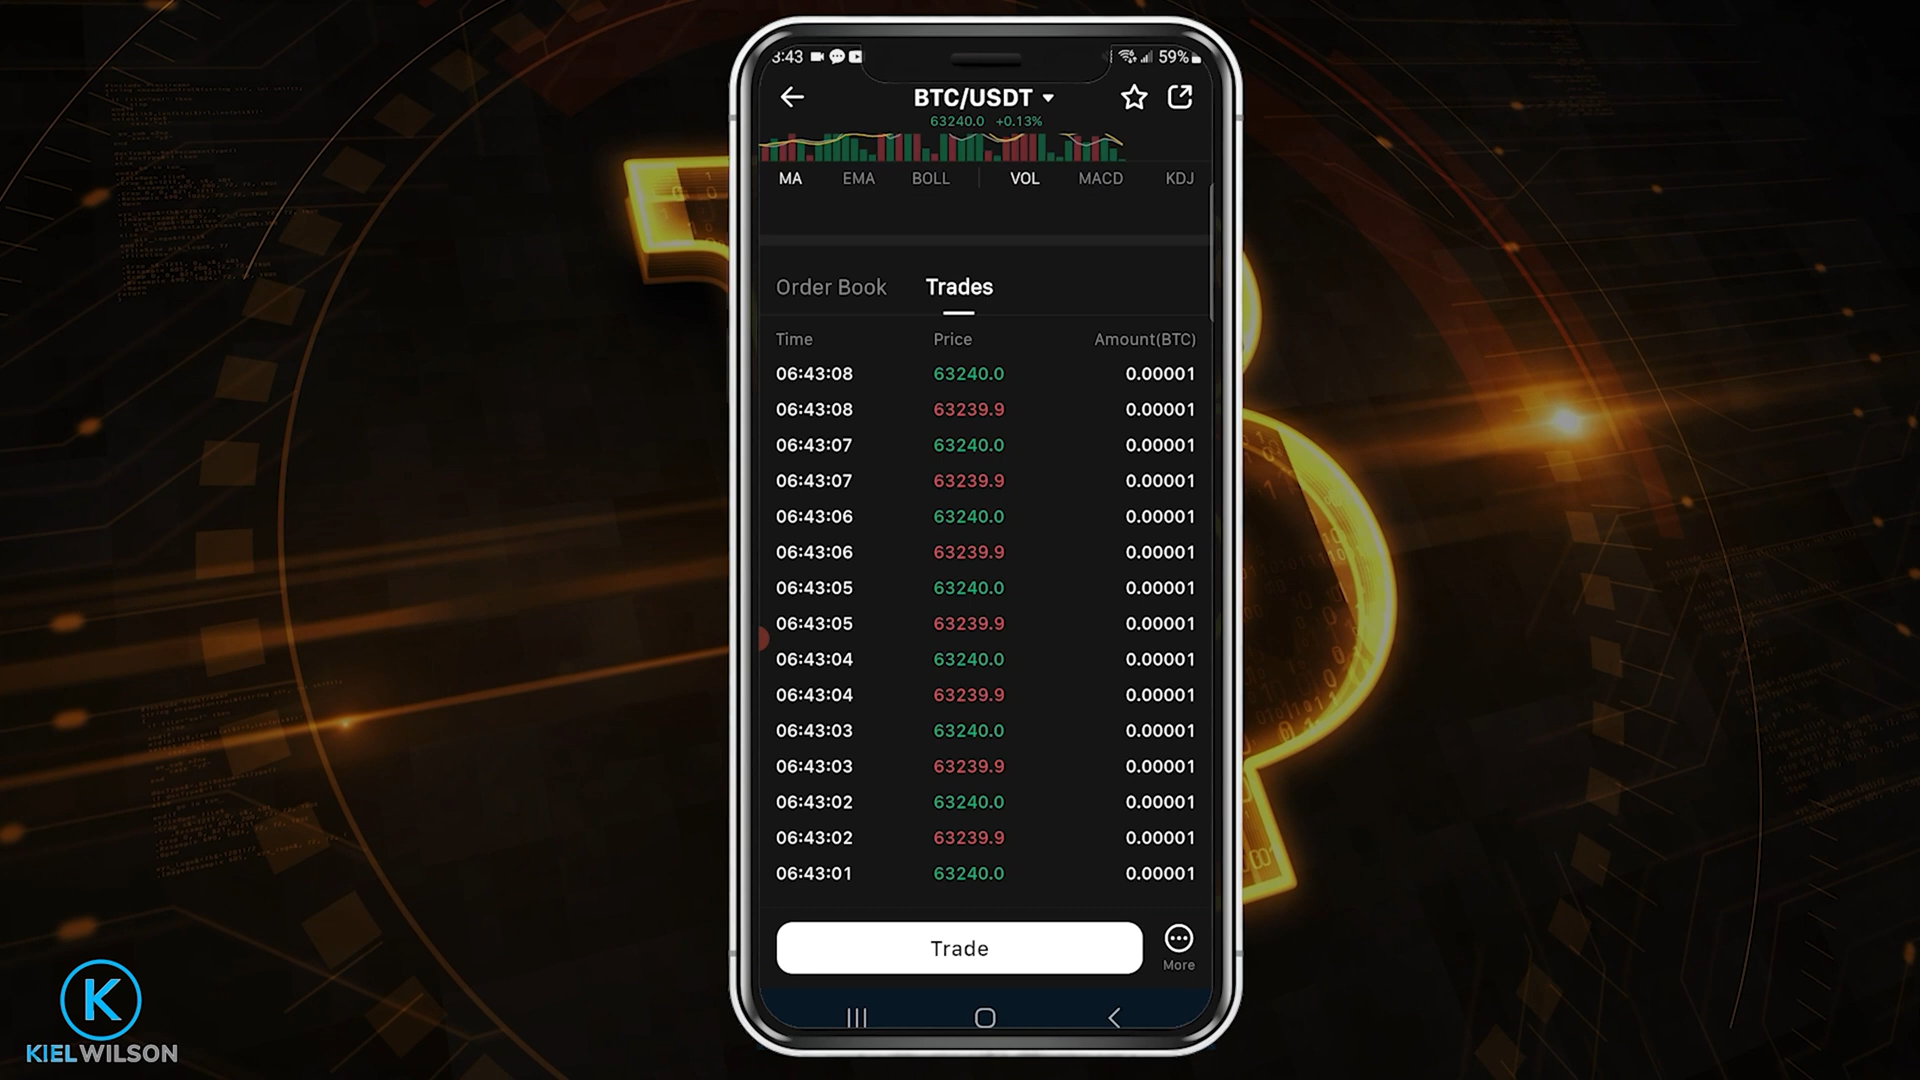 3:43 59%
BTC/USDT
63240.0 +0.13%
MA EMA BOLL VOL MACD KDJ
Order Book Trades
Time Price Amount(BTC)
06:43:08 63240.0 0.00001
06:43:08 63239.9 0.00001
06:43:07 63240.0 0.00001
06:43:07 63239.9 0.00001
06:43:06 63240.0 0.00001
06:43:06 63239.9 0.00001
06:43:05 63240.0 0.00001
06:43:05 63239.9 0.00001
06:43:04 63240.0 0.00001
06:43:04 63239.9 0.00001
06:43:03 63240.0 0.00001
06:43:03 63239.9 0.00001
06:43:02 63240.0 0.00001
06:43:02 63239.9 0.00001
06:43:01 63240.0 0.00001
Trade
More
K
KIELWILSON